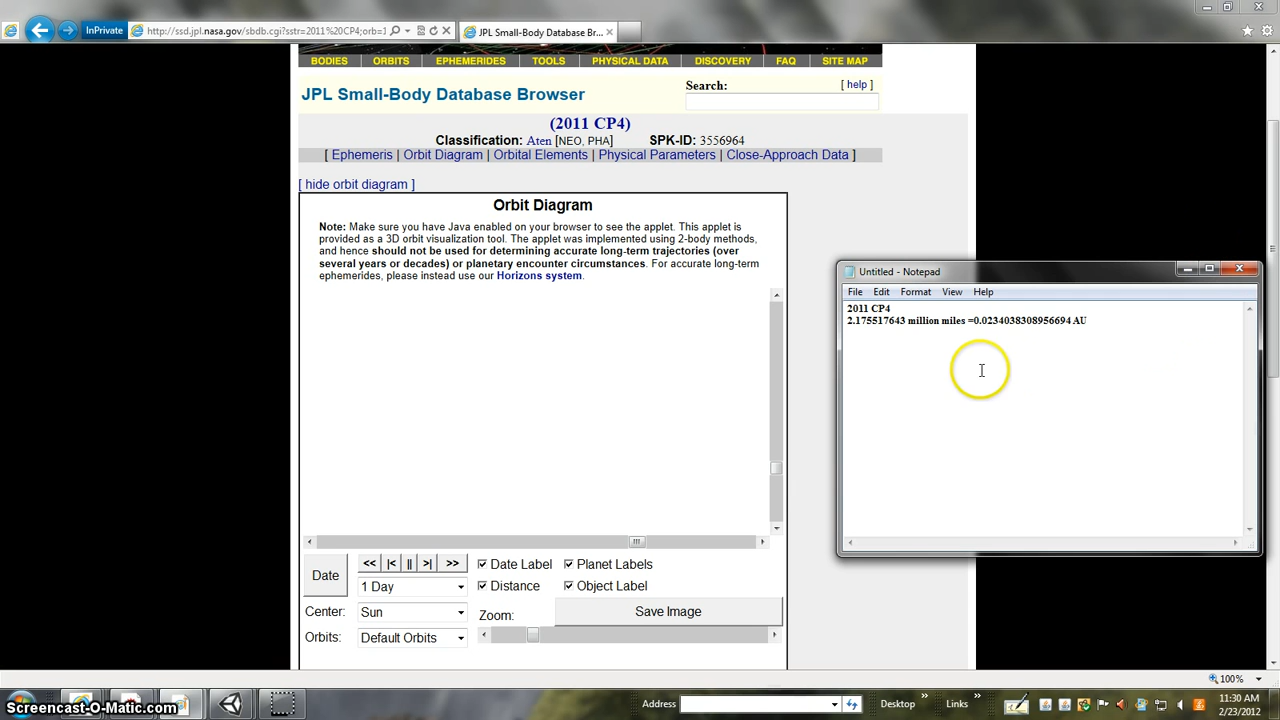 InPrivate
http://ssd.jpl.nasa.gov/sbdb.cgi?sstr=2011%20CP4;orb=1
JPL Small-Body Database Br...
BODIES ORBITS EPHEMERIDES TOOLS PHYSICAL DATA DISCOVERY FAQ SITE MAP
JPL Small-Body Database Browser
Search:
[ help ]
(2011 CP4)
Classification: Aten [NEO, PHA] SPK-ID: 3556964
[ Ephemeris | Orbit Diagram | Orbital Elements | Physical Parameters | Close-Approach Data ]
[ hide orbit diagram ]
Orbit Diagram
Note: Make sure you have Java enabled on your browser to see the applet. This applet is
provided as a 3D orbit visualization tool. The applet was implemented using 2-body methods,
and hence should not be used for determining accurate long-term trajectories (over
several years or decades) or planetary encounter circumstances. For accurate long-term
ephemerides, please instead use our Horizons system.
Untitled - Notepad
File Edit Format View Help
2011 CP4
2.175517643 million miles =0.0234038308956694 AU
Date
<< |< || >| >>
Date Label
Planet Labels
1 Day
Distance
Object Label
Center:
Sun
Zoom:
Save Image
Orbits:
Default Orbits
100%
Screencast-O-Matic.com
Address
Desktop
Links
11:30 AM
2/23/2012